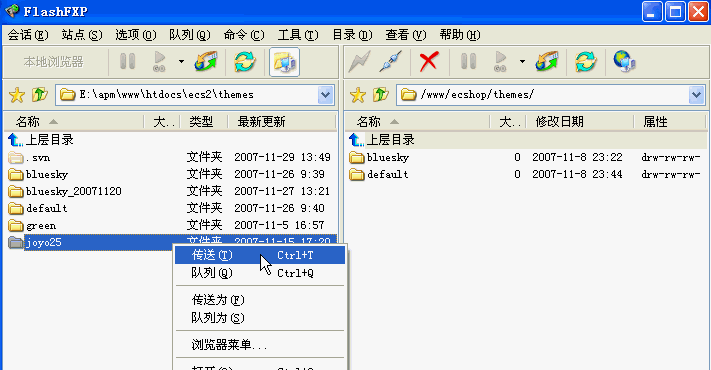 FlashFXP
会话(E) 站点(S) 选项(O) 队列(Q) 命令(C) 工具(T) 目录(D) 查看(V) 帮助(H)
本地浏览器 GO GO
E:\apm\www\htdocs\ecs2\themes /www/ecshop/themes/
名称 大.. 类型 最新更新 名称 大.. 修改日期 属性
上层目录 上层目录
.svn 文件夹 2007-11-29 13:49 bluesky 0 2007-11-8 23:22 drw-rw-rw-
bluesky 文件夹 2007-11-26 9:39 default 0 2007-11-8 23:44 drw-rw-rw-
bluesky_20071120 文件夹 2007-11-27 13:21
default 文件夹 2007-11-26 9:40
green 文件夹 2007-11-5 16:57
joyo25 文件夹 2007-11-15 17:20
传送(T) Ctrl+T
队列(Q) Ctrl+Q
传送为(F)
队列为(S)
浏览器菜单...